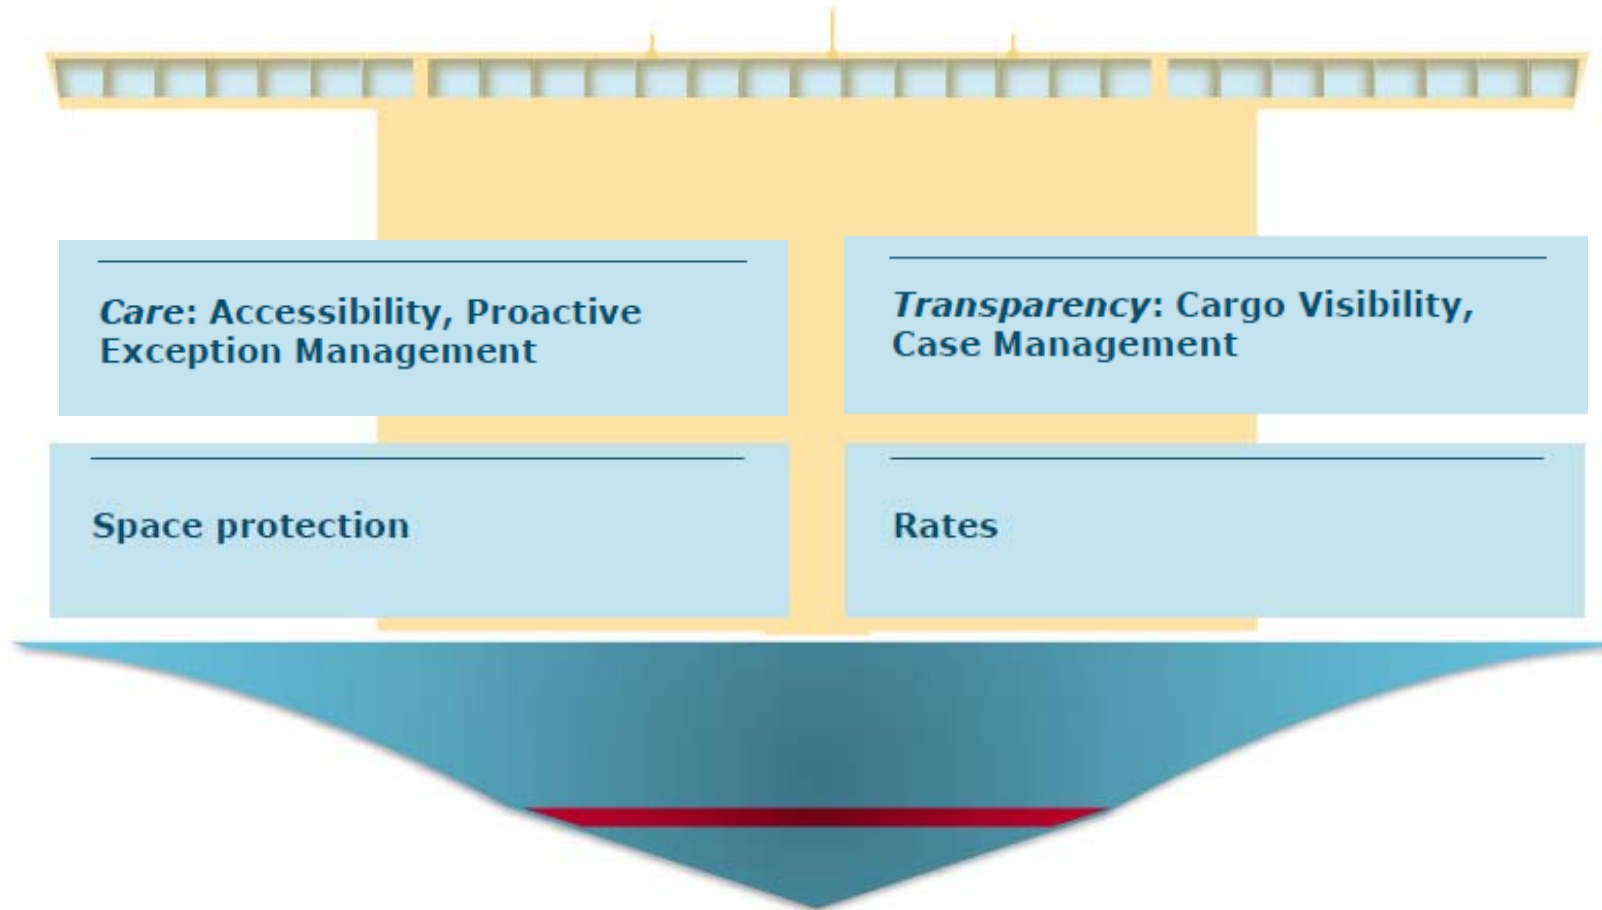 Care: Accessibility, Proactive
Exception Management
Transparency: Cargo Visibility,
Case Management
Space protection
Rates